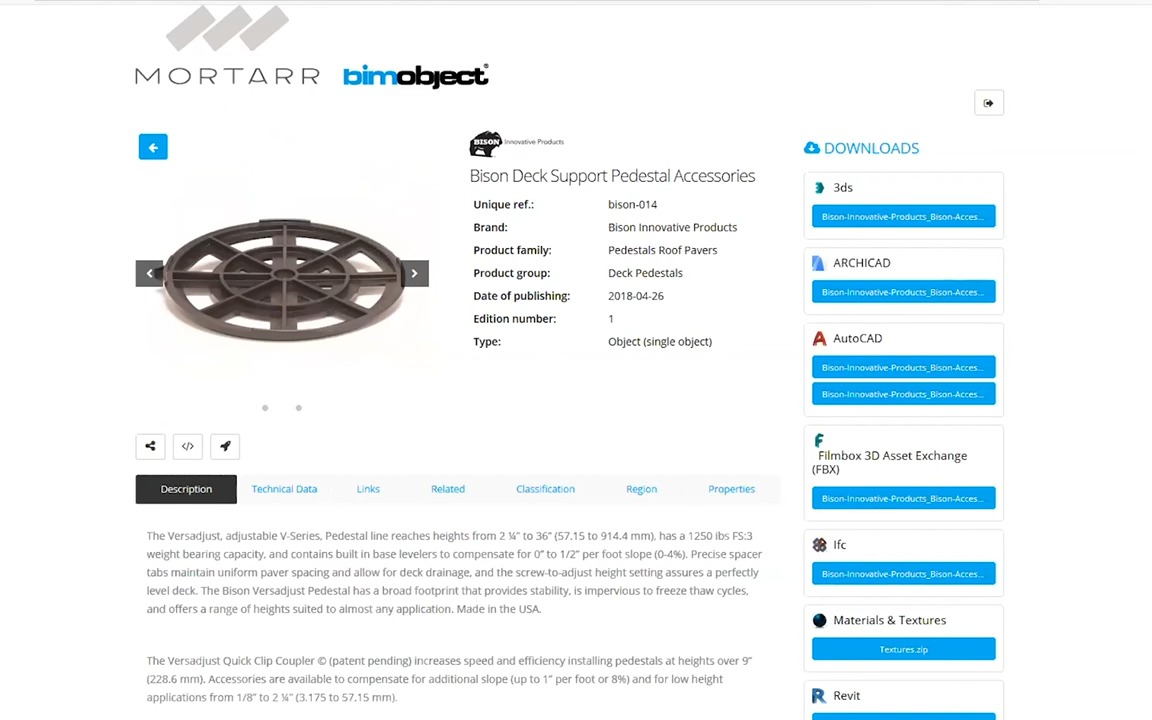 MORTARR bimobject®
BISON Innovative Products
Bison Deck Support Pedestal Accessories
Unique ref.: bison-014
Brand: Bison Innovative Products
Product family: Pedestals Roof Pavers
Product group: Deck Pedestals
Date of publishing: 2018-04-26
Edition number: 1
Type: Object (single object)
Description Technical Data Links Related Classification Region Properties
The Versadjust, adjustable V-Series, Pedestal line reaches heights from 2 ¼” to 36” (57.15 to 914.4 mm), has a 1250 lbs FS:3
weight bearing capacity, and contains built in base levelers to compensate for 0” to 1/2” per foot slope (0-4%). Precise spacer
tabs maintain uniform paver spacing and allow for deck drainage, and the screw-to-adjust height setting assures a perfectly
level deck. The Bison Versadjust Pedestal has a broad footprint that provides stability, is impervious to freeze thaw cycles,
and offers a range of heights suited to almost any application. Made in the USA.
The Versadjust Quick Clip Coupler © (patent pending) increases speed and efficiency installing pedestals at heights over 9”
(228.6 mm). Accessories are available to compensate for additional slope (up to 1” per foot or 8%) and for low height
applications from 1/8” to 2 ¼” (3.175 to 57.15 mm).
DOWNLOADS
3ds
Bison-Innovative-Products_Bison-Acces...
ARCHICAD
Bison-Innovative-Products_Bison-Acces...
AutoCAD
Bison-Innovative-Products_Bison-Acces...
Bison-Innovative-Products_Bison-Acces...
Filmbox 3D Asset Exchange
(FBX)
Bison-Innovative-Products_Bison-Acces...
Ifc
Bison-Innovative-Products_Bison-Acces...
Materials & Textures
Textures.zip
Revit